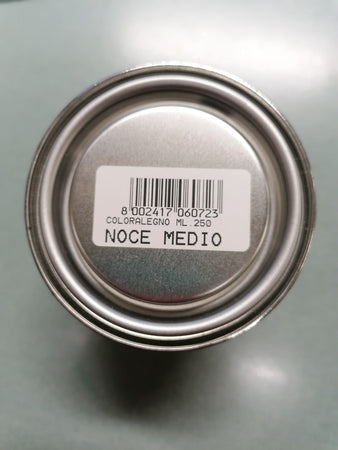 8 002417 060723
COLORALEGNO ML.250
NOCE MEDIO